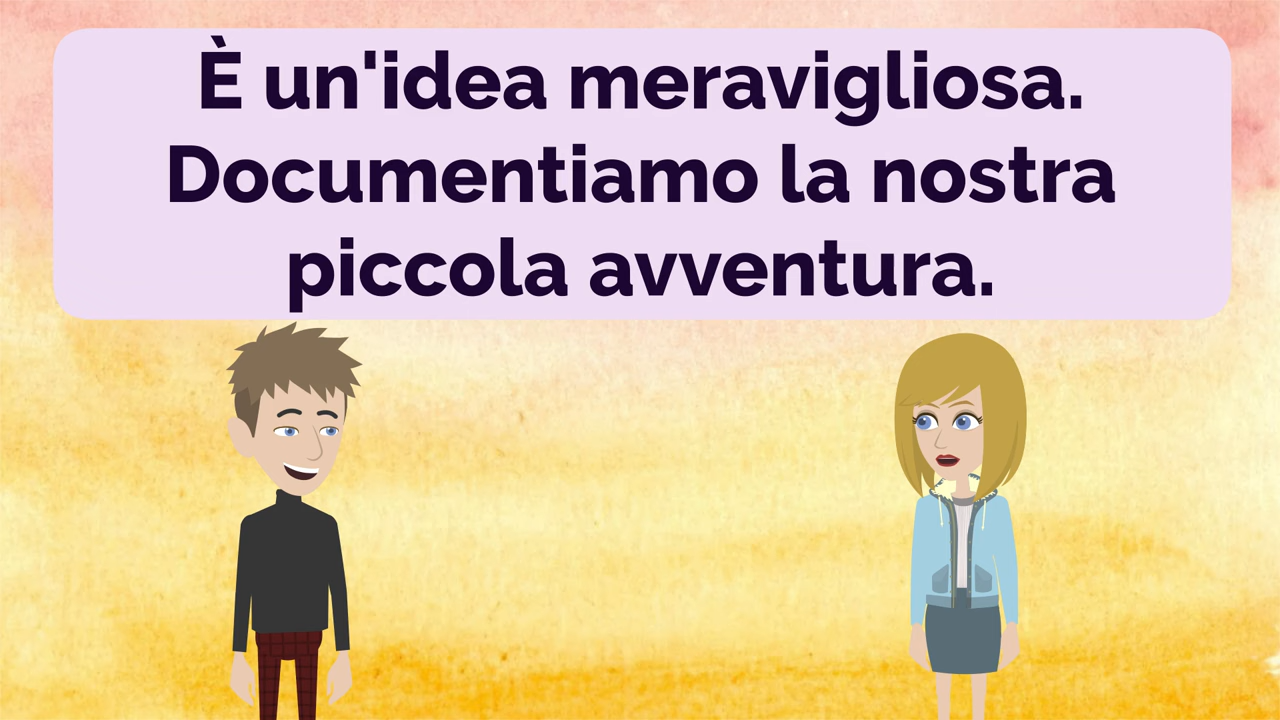 È un'idea meravigliosa.
Documentiamo la nostra
piccola avventura.